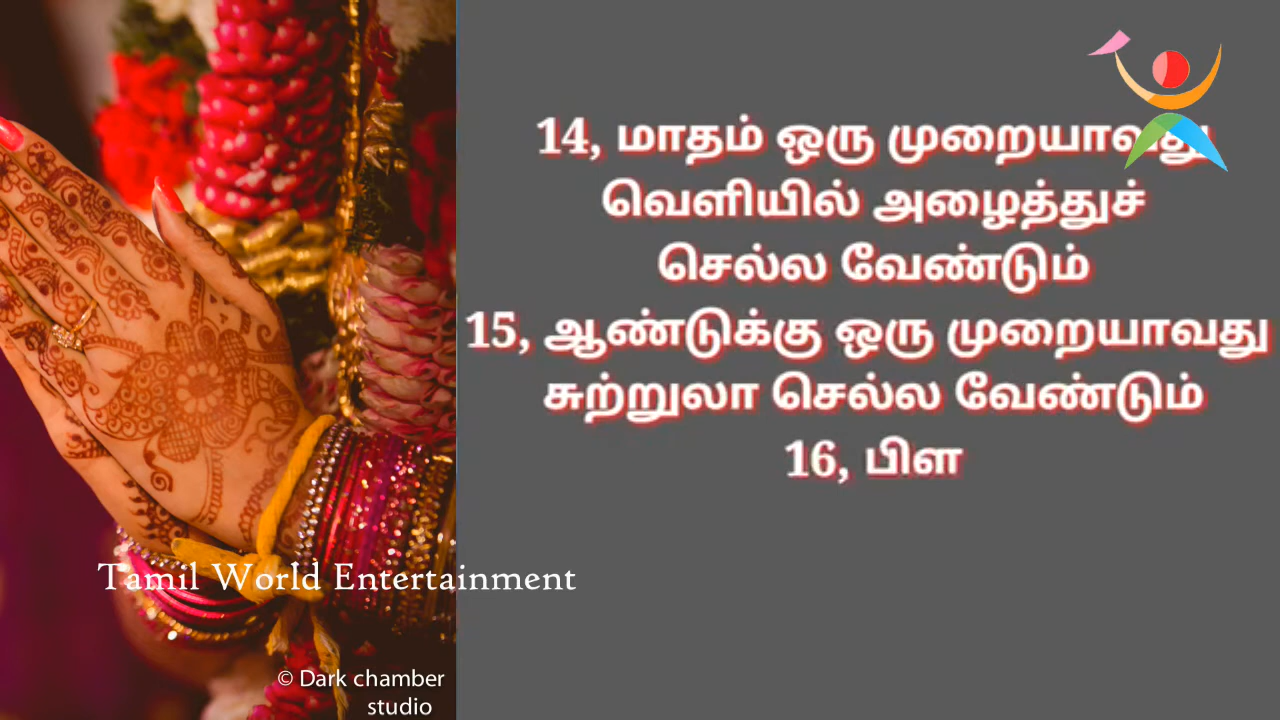 14, மாதம் ஒரு முறையாவது
வெளியில் அழைத்துச்
செல்ல வேண்டும்
15, ஆண்டுக்கு ஒரு முறையாவது
சுற்றுலா செல்ல வேண்டும்
16, பிள
Tamil World Entertainment
© Dark chamber
studio